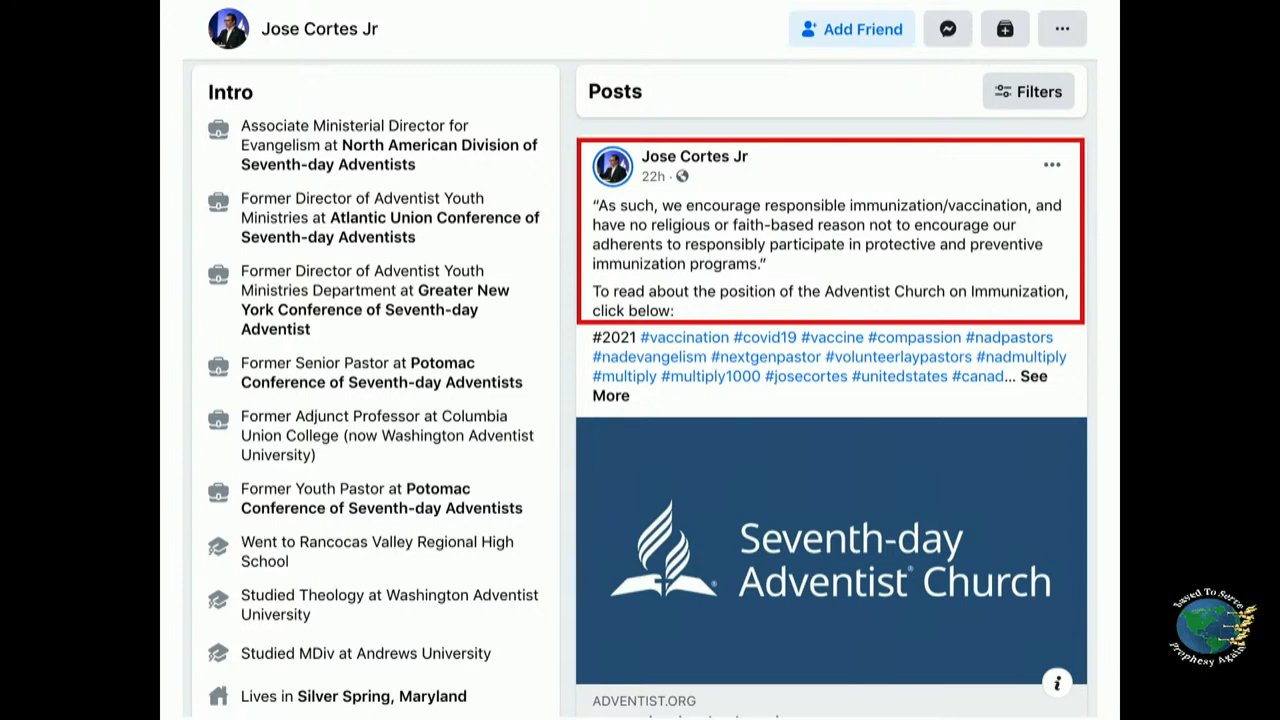 Jose Cortes Jr
Add Friend
Intro
Associate Ministerial Director for
Evangelism at North American Division of
Seventh-day Adventists
Former Director of Adventist Youth
Ministries at Atlantic Union Conference of
Seventh-day Adventists
Former Director of Adventist Youth
Ministries Department at Greater New
York Conference of Seventh-day
Adventist
Former Senior Pastor at Potomac
Conference of Seventh-day Adventists
Former Adjunct Professor at Columbia
Union College (now Washington Adventist
University)
Former Youth Pastor at Potomac
Conference of Seventh-day Adventists
Went to Rancocas Valley Regional High
School
Studied Theology at Washington Adventist
University
Studied MDiv at Andrews University
Lives in Silver Spring, Maryland
Posts
Filters
Jose Cortes Jr
22h ·
“As such, we encourage responsible immunization/vaccination, and
have no religious or faith-based reason not to encourage our
adherents to responsibly participate in protective and preventive
immunization programs.”
To read about the position of the Adventist Church on Immunization,
click below:
#2021 #vaccination #covid19 #vaccine #compassion #nadpastors
#nadevangelism #nextgenpastor #volunteerlaypastors #nadmultiply
#multiply #multiply1000 #josecortes #unitedstates #canad... See
More
Seventh-day
Adventist® Church
ADVENTIST.ORG
To Serve
Prophesy Again